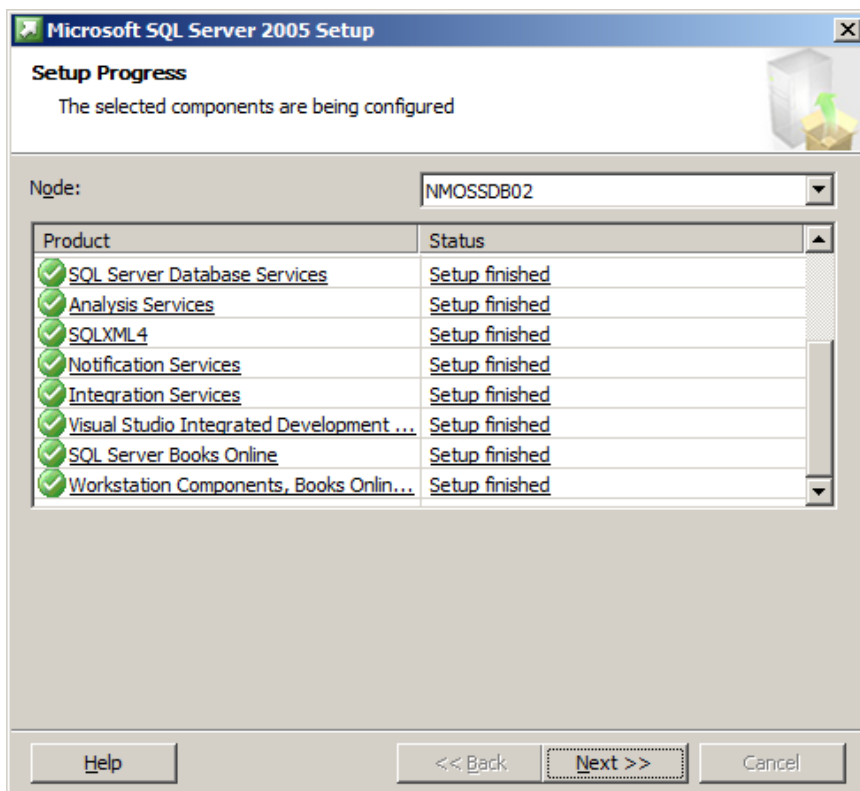 Microsoft SQL Server 2005 Setup
Setup Progress
The selected components are being configured
Node: NMOSSDB02
Product Status
SQL Server Database Services Setup finished
Analysis Services Setup finished
SQLXML4 Setup finished
Notification Services Setup finished
Integration Services Setup finished
Visual Studio Integrated Development ... Setup finished
SQL Server Books Online Setup finished
Workstation Components, Books Onlin... Setup finished
Help << Back Next >> Cancel